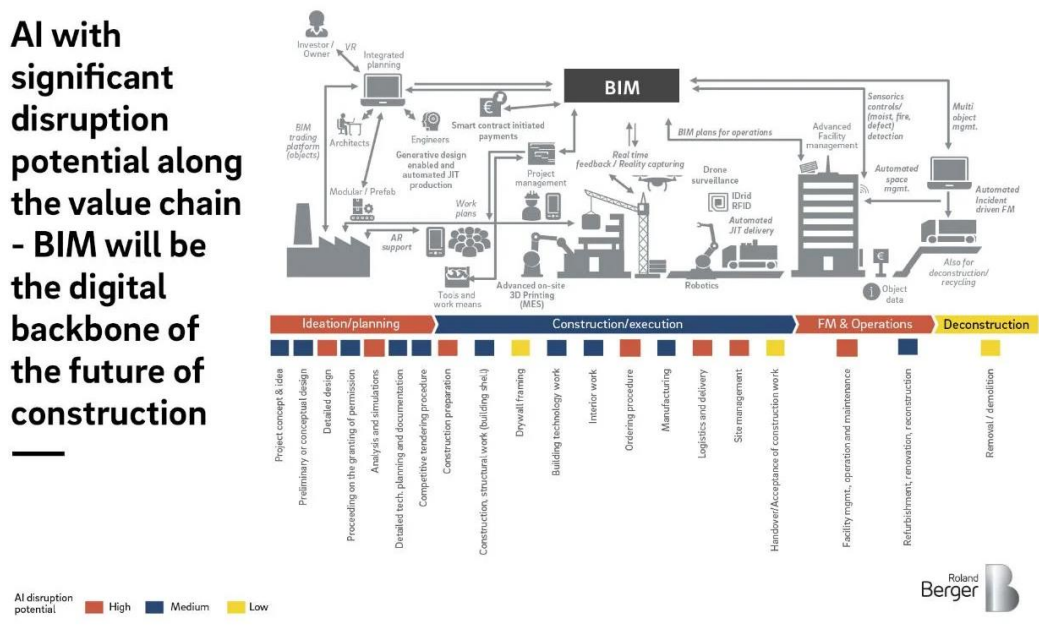 AI with
significant
disruption
potential along
the value chain
- BIM will be
the digital
backbone of
the future of
construction
Investor /
Owner
VR
Integrated
planning
BIM
trading
platform
(objects)
Architects
Engineers
Generative design
enabled and
automated JIT
production
Modular / Prefab
AR
support
Work
plans
Tools and
work means
Smart contract initiated
payments
Project
management
BIM
Real time
feedback / Reality capturing
Advanced on-site
3D Printing
(MES)
BIM plans for operations
Drone
surveillance
IDrid
RFID
Automated
JIT delivery
Robotics
Sensorics
controls/
(moist, fire,
defect)
detection
Advanced
Facility
management
Automated
space
mgmt.
Multi
object
mgmt.
Automated
Incident
driven FM
Also for
deconstruction/
recycling
Object
data
Ideation/planning
Construction/execution
FM & Operations
Deconstruction
Project concept & idea
Preliminary or conceptual design
Detailed design
Proceeding on the granting of permission
Analysis and simulations
Detailed tech. planning and documentation
Competitive tendering procedure
Construction preparation
Construction, structural work (building shel.)
Drywall framing
Building technology work
Interior work
Ordering procedure
Manufacturing
Logistics and delivery
Site management
Handover/Acceptance of construction work
Facility mgmt., operation and maintenance
Refurbishment, renovation, reconstruction
Removal / demolition
AI disruption
potential
High
Medium
Low
Roland
Berger
B